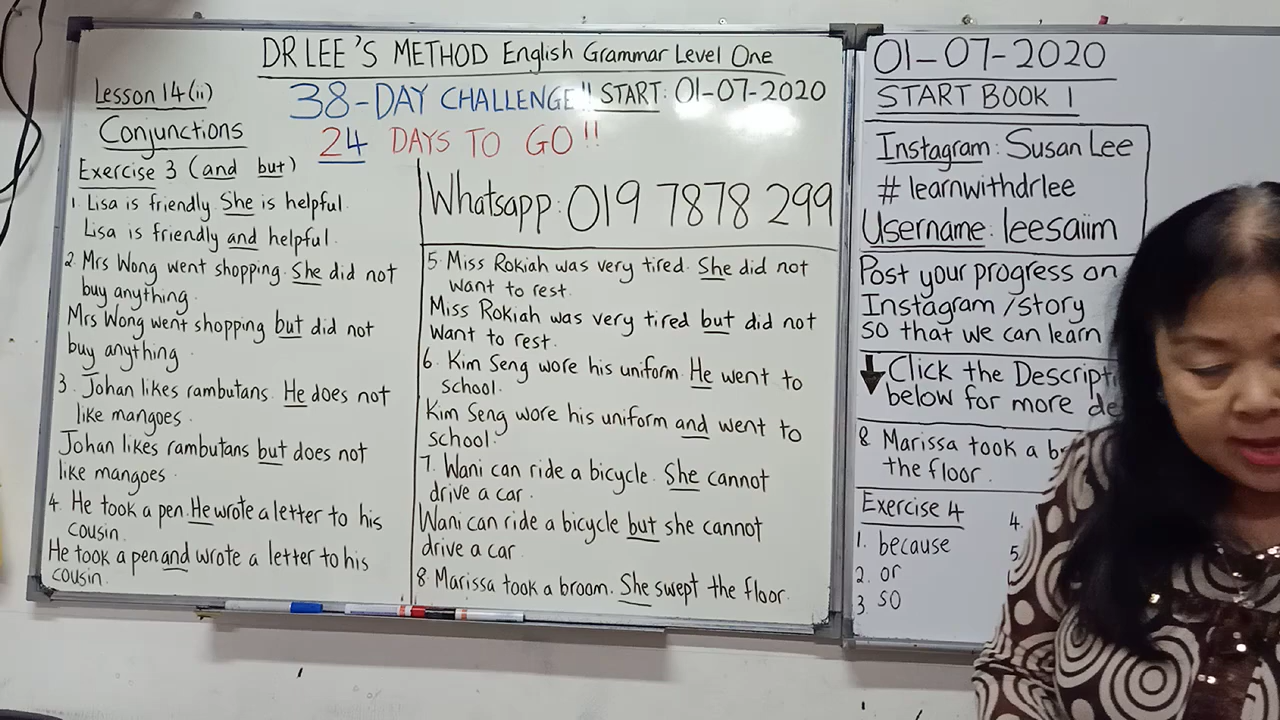 DR LEE'S METHOD English Grammar Level One
Lesson 14(ii)
38-DAY CHALLENGE!! START: 01-07-2020
Conjunctions
24 DAYS TO GO!!
Exercise 3 (and but)
1. Lisa is friendly She is helpful.
Lisa is friendly and helpful.
2. Mrs Wong went shopping. She did not
buy anything.
Mrs Wong went shopping but did not
buy anything.
3. Johan likes rambutans. He does not
like mangoes.
Johan likes rambutans but does not
like mangoes.
4. He took a pen. He wrote a letter to his
cousin.
He took a pen and wrote a letter to his
cousin.
Whatsapp: 019 7878 299
5. Miss Rokiah was very tired. She did not
want to rest.
Miss Rokiah was very tired but did not
want to rest.
6. Kim Seng wore his uniform. He went to
school.
Kim Seng wore his uniform and went to
school.
7. Wani can ride a bicycle. She cannot
drive a car.
Wani can ride a bicycle but she cannot
drive a car
8. Marissa took a broom. She swept the floor.
01-07-2020
START BOOK 1
Instagram: Susan Lee
# learnwithdrlee
Username: leesaiim
Post your progress on
Instagram/story
so that we can learn
Click the Descripti
below for more de
8. Marissa took a br
the floor.
Exercise 4
1. because
2. or
3. so
4.
5.